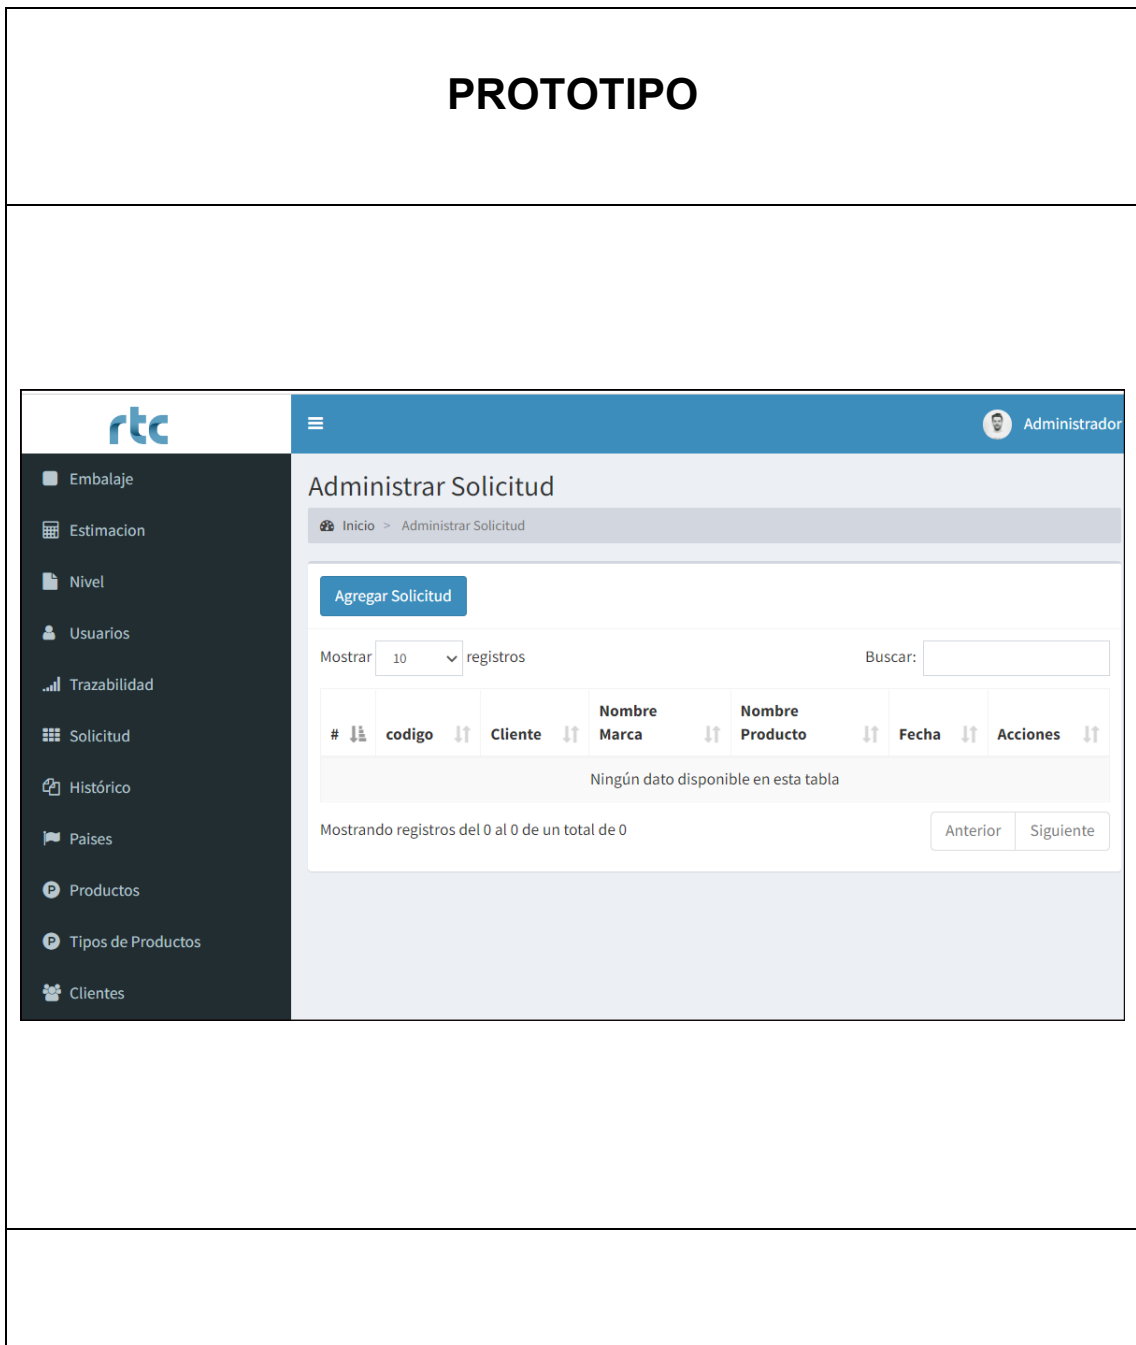 PROTOTIPO
rtc
Administrador
Embalaje
Estimacion
Nivel
Usuarios
Trazabilidad
Solicitud
Histórico
Paises
Productos
Tipos de Productos
Clientes
Administrar Solicitud
Inicio > Administrar Solicitud
Agregar Solicitud
Mostrar 10 registros
Buscar:
# codigo Cliente Nombre Marca Nombre Producto Fecha Acciones
Ningún dato disponible en esta tabla
Mostrando registros del 0 al 0 de un total de 0
Anterior Siguiente